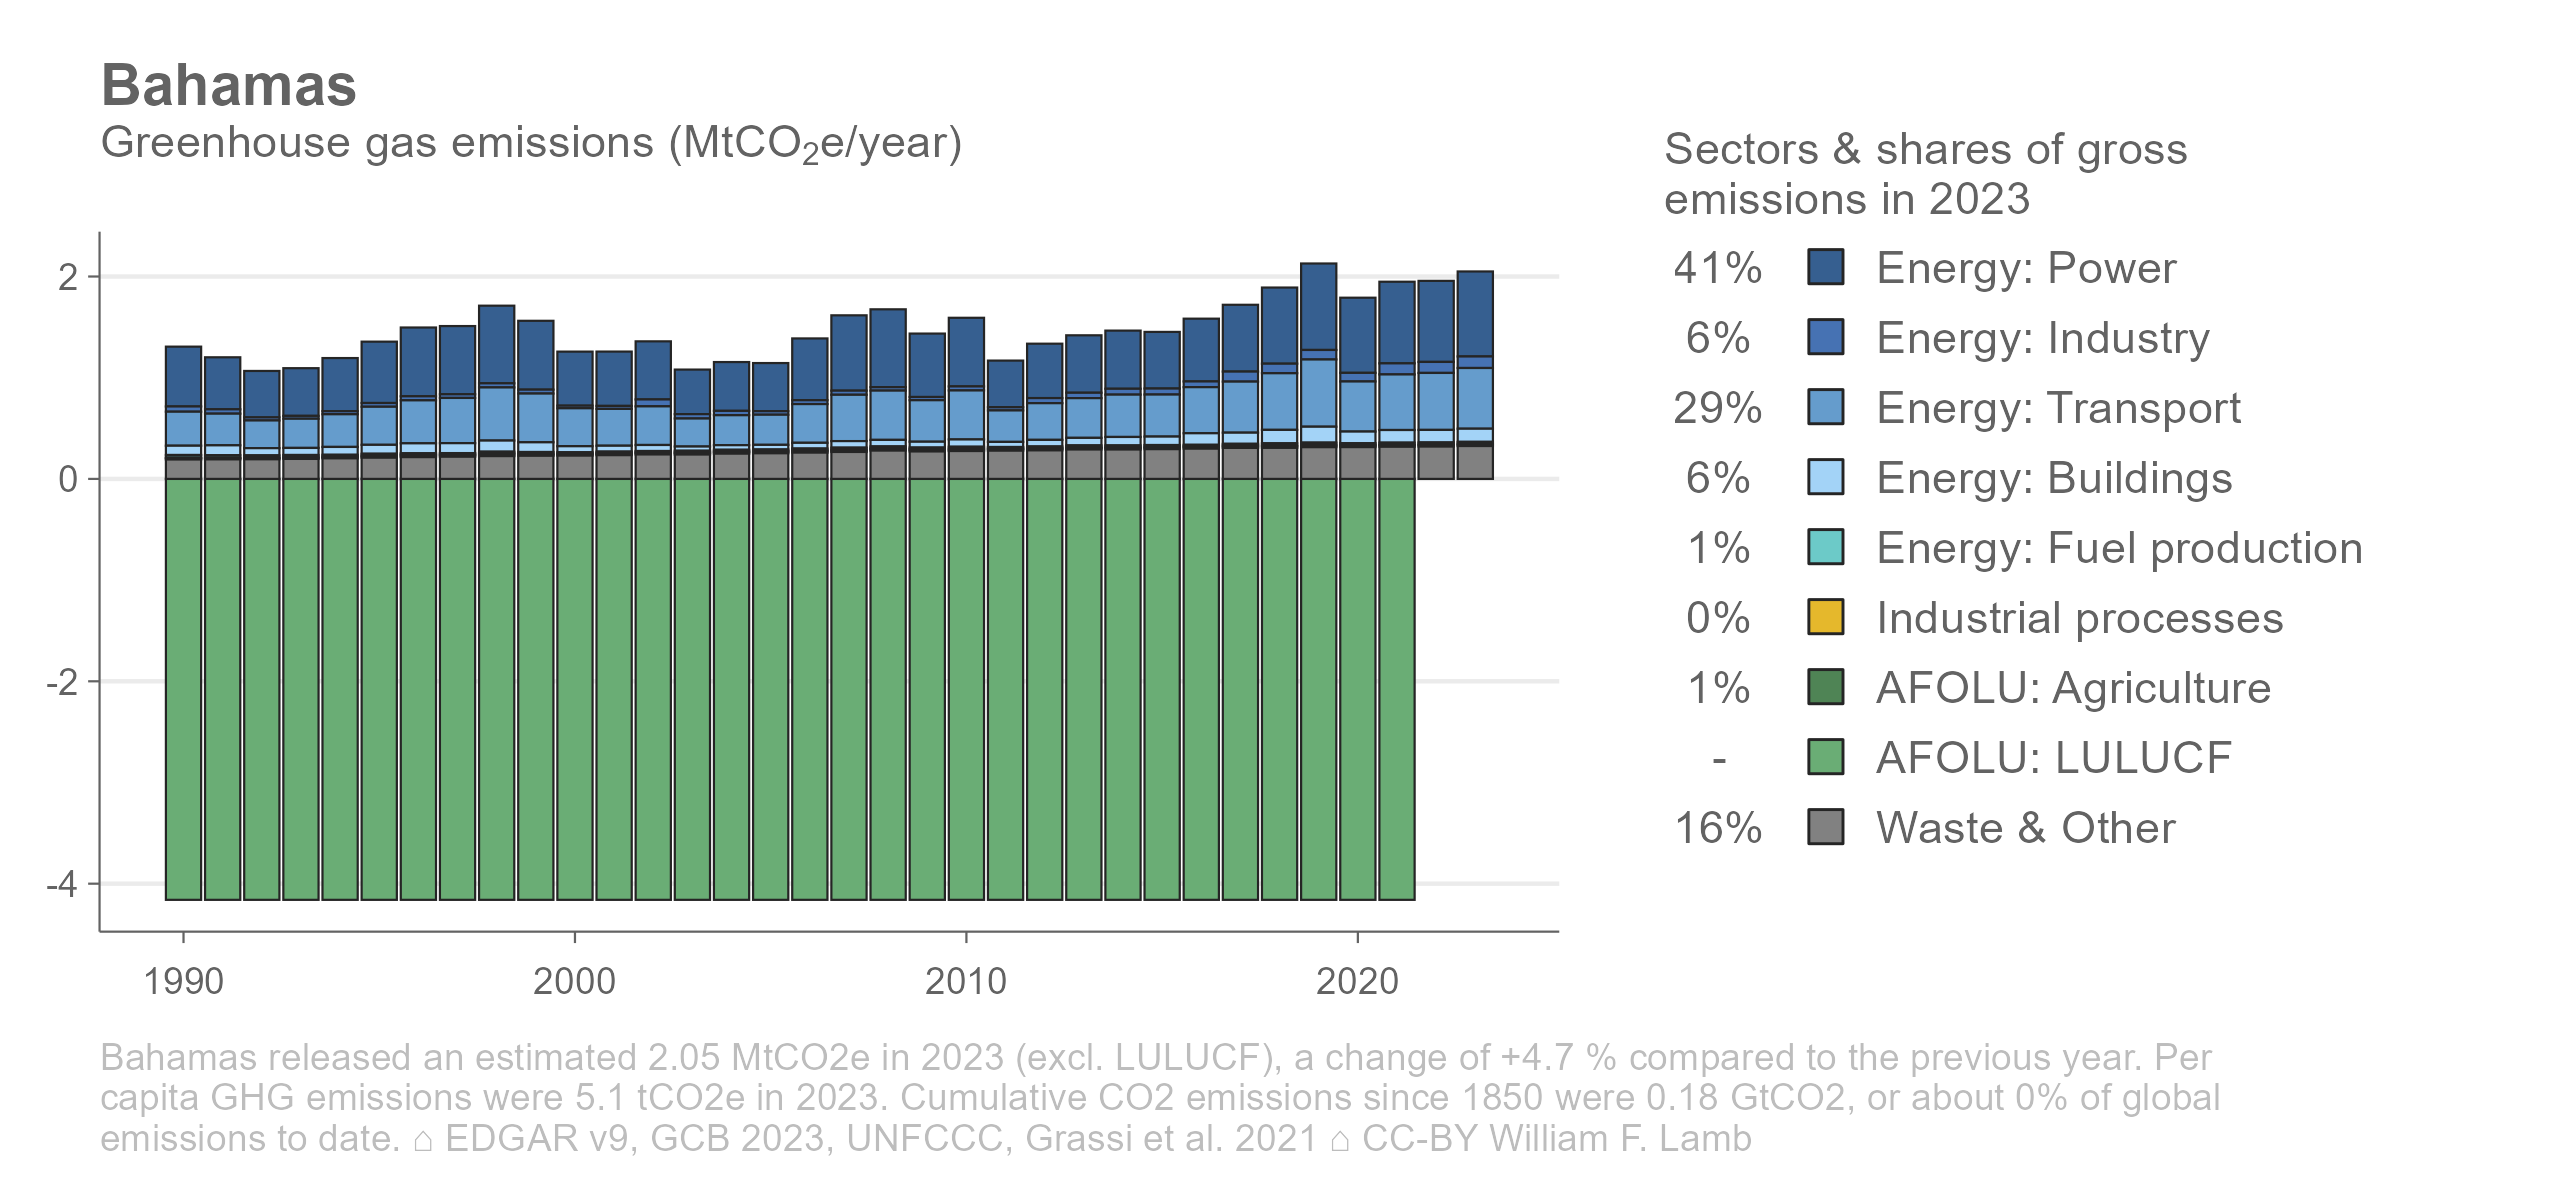 Bahamas
Greenhouse gas emissions (MtCO₂e/year)
Sectors & shares of gross
emissions in 2023
41% Energy: Power
6% Energy: Industry
29% Energy: Transport
6% Energy: Buildings
1% Energy: Fuel production
0% Industrial processes
1% AFOLU: Agriculture
- AFOLU: LULUCF
16% Waste & Other
2
0
-2
-4
1990 2000 2010 2020
Bahamas released an estimated 2.05 MtCO2e in 2023 (excl. LULUCF), a change of +4.7 % compared to the previous year. Per
capita GHG emissions were 5.1 tCO2e in 2023. Cumulative CO2 emissions since 1850 were 0.18 GtCO2, or about 0% of global
emissions to date. ⌂ EDGAR v9, GCB 2023, UNFCCC, Grassi et al. 2021 ⌂ CC-BY William F. Lamb